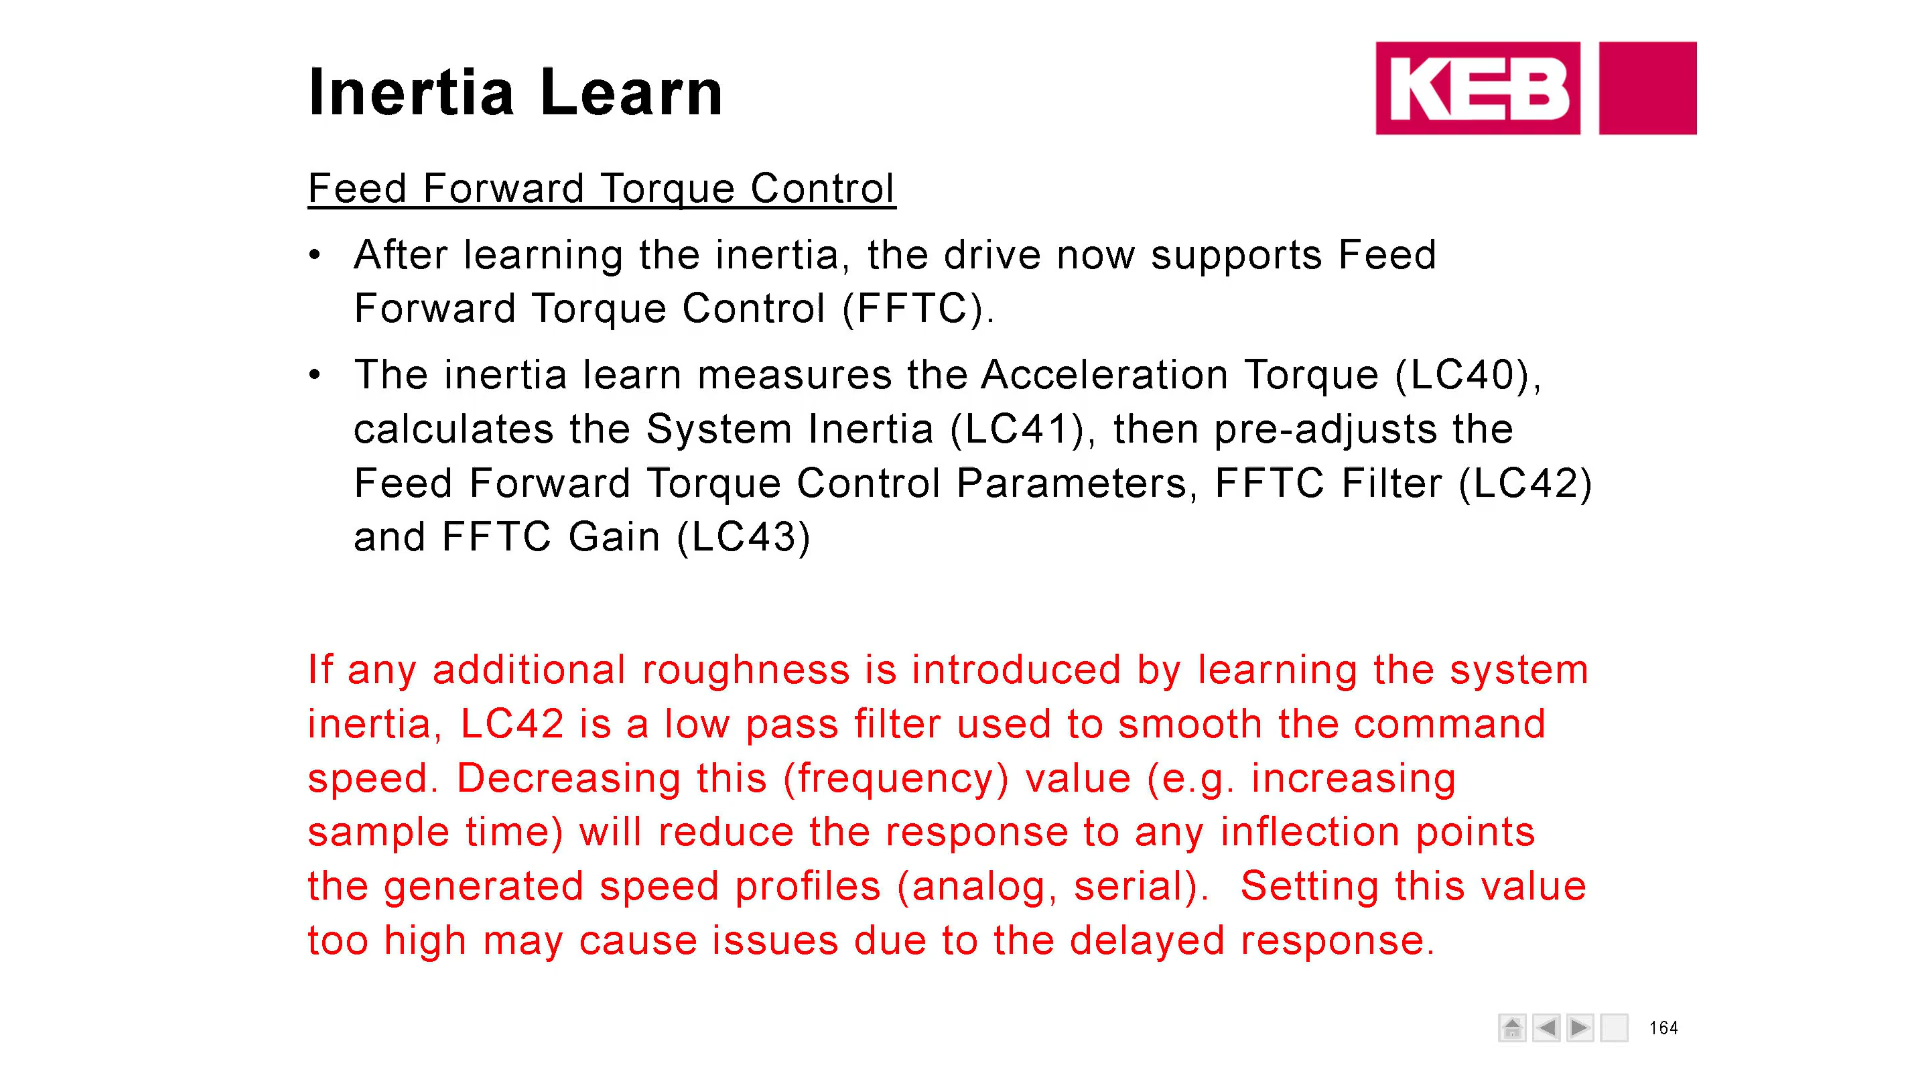 Inertia Learn
KEB
Feed Forward Torque Control
• After learning the inertia, the drive now supports Feed
Forward Torque Control (FFTC).
• The inertia learn measures the Acceleration Torque (LC40),
calculates the System Inertia (LC41), then pre-adjusts the
Feed Forward Torque Control Parameters, FFTC Filter (LC42)
and FFTC Gain (LC43)
If any additional roughness is introduced by learning the system
inertia, LC42 is a low pass filter used to smooth the command
speed. Decreasing this (frequency) value (e.g. increasing
sample time) will reduce the response to any inflection points
the generated speed profiles (analog, serial).  Setting this value
too high may cause issues due to the delayed response.
164